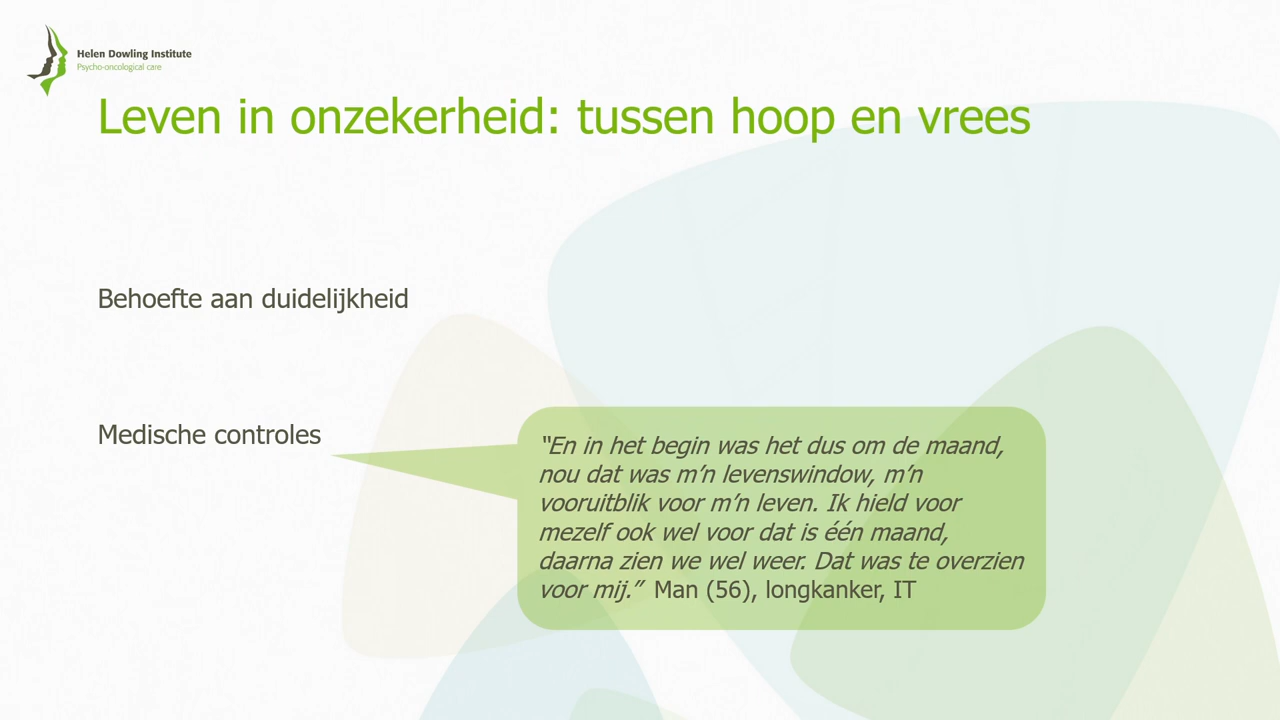 Helen Dowling Institute
Psycho-oncological care
Leven in onzekerheid: tussen hoop en vrees
Behoefte aan duidelijkheid
Medische controles
“En in het begin was het dus om de maand,
nou dat was m’n levenswindow, m’n
vooruitblik voor m’n leven. Ik hield voor
mezelf ook wel voor dat is één maand,
daarna zien we wel weer. Dat was te overzien
voor mij.” Man (56), longkanker, IT